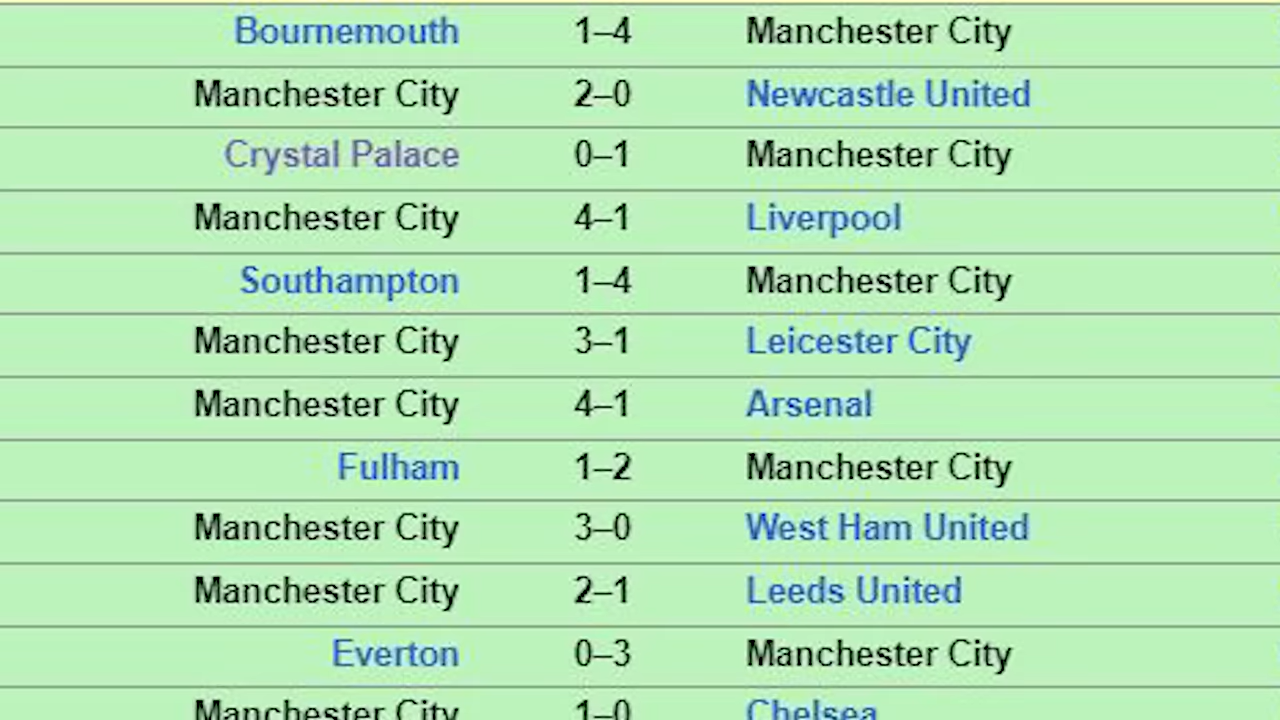 Bournemouth 1–4 Manchester City
Manchester City 2–0 Newcastle United
Crystal Palace 0–1 Manchester City
Manchester City 4–1 Liverpool
Southampton 1–4 Manchester City
Manchester City 3–1 Leicester City
Manchester City 4–1 Arsenal
Fulham 1–2 Manchester City
Manchester City 3–0 West Ham United
Manchester City 2–1 Leeds United
Everton 0–3 Manchester City
Manchester City 1–0 Chelsea